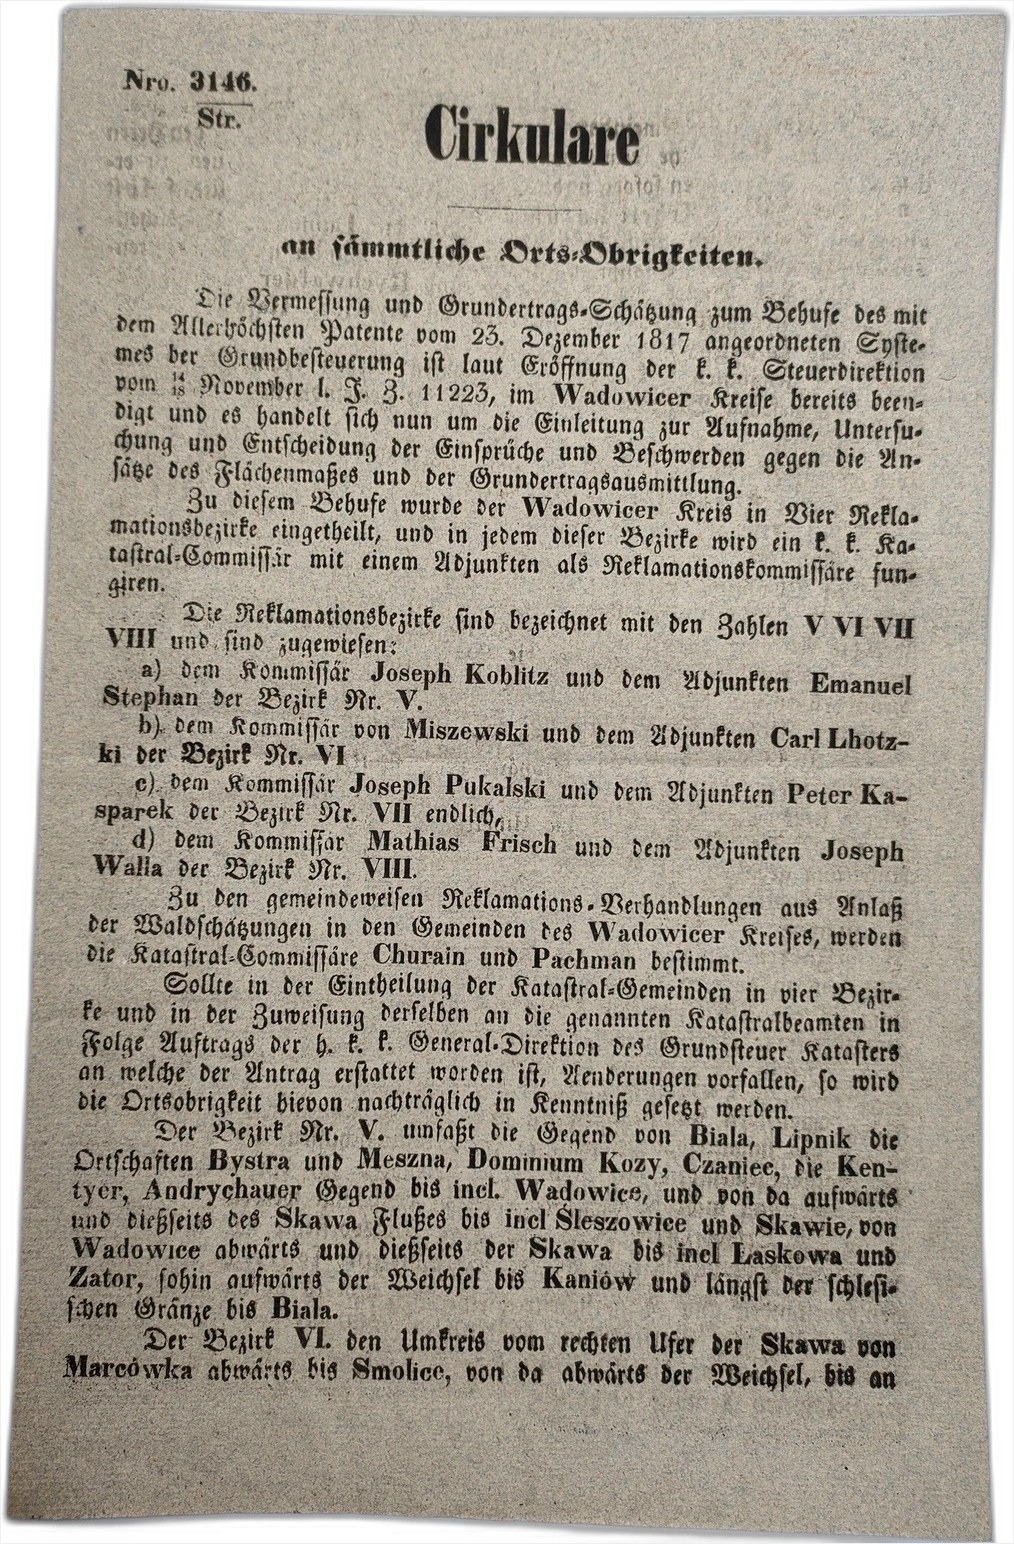 Nro. 3146.
Str.
Cirkulare
an sämmtliche Orts-Obrigkeiten.
Die Vermessung und Grundertrags-Schätzung zum Behufe des mit
dem Allerhöchsten Patente vom 23. Dezember 1817 angeordneten Syste-
mes der Grundbesteuerung ist laut Eröffnung der k. k. Steuerdirektion
vom November l. J. Z. 11223, im Wadowicer Kreise bereits been-
digt und es handelt sich nun um die Einleitung zur Aufnahme, Untersu-
chung und Entscheidung der Einsprüche und Beschwerden gegen die An-
sätze des Flächenmaßes und der Grundertragsausmittlung.
Zu diesem Behufe wurde der Wadowicer Kreis in Vier Rekla-
mationsbezirke eingetheilt, und in jedem dieser Bezirke wird ein k. k. Ka-
tastral-Commissär mit einem Adjunkten als Reklamationskommissäre fun-
giren.
Die Reklamationsbezirke sind bezeichnet mit den Zahlen V VI VII
VIII und sind zugewiesen:
a) dem Kommissär Joseph Koblitz und dem Adjunkten Emanuel
Stephan der Bezirk Nr. V.
b) dem Kommissär von Miszewski und dem Adjunkten Carl Lhotz-
ki der Bezirk Nr. VI
c) dem Kommissär Joseph Pukalski und dem Adjunkten Peter Ka-
sparek der Bezirk Nr. VII endlich,
d) dem Kommissar Mathias Frisch und dem Adjunkten Joseph
Walla der Bezirk Nr. VIII.
Zu den gemeindeweisen Reklamations-Verhandlungen aus Anlaß
der Waldschätzungen in den Gemeinden des Wadowicer Kreises, werden
die Katastral-Commissäre Churain und Pachman bestimmt.
Sollte in der Eintheilung der Katastral-Gemeinden in vier Bezir-
ke und in der Zuweisung derselben an die genannten Katastralbeamten in
Folge Auftrags der h. k. k. General-Direktion des Grundsteuer Katasters
an welche der Antrag erstattet worden ist, Aenderungen vorfallen, so wird
die Ortsobrigkeit hievon nachträglich in Kenntniß gesetzt werden.
Der Bezirk Nr. V. umfaßt die Gegend von Biala, Lipnik die
Ortschaften Bystra und Meszna, Dominium Kozy, Czaniec, die Ken-
tyer, Andrychauer Gegend bis incl. Wadowice, und von da aufwärts
und dießseits des Skawa Flußes bis incl Śleszowice und Skawie, von
Wadowice abwärts und dießseits der Skawa bis incl Łaskowa und
Zator, sohin aufwärts der Weichsel bis Kaniów und längst der schlesi-
schen Gränze bis Biala.
Der Bezirk VI. den Umkreis vom rechten Ufer der Skawa von
Marcówka abwärts bis Smolice, von da abwärts der Weichsel, bis an